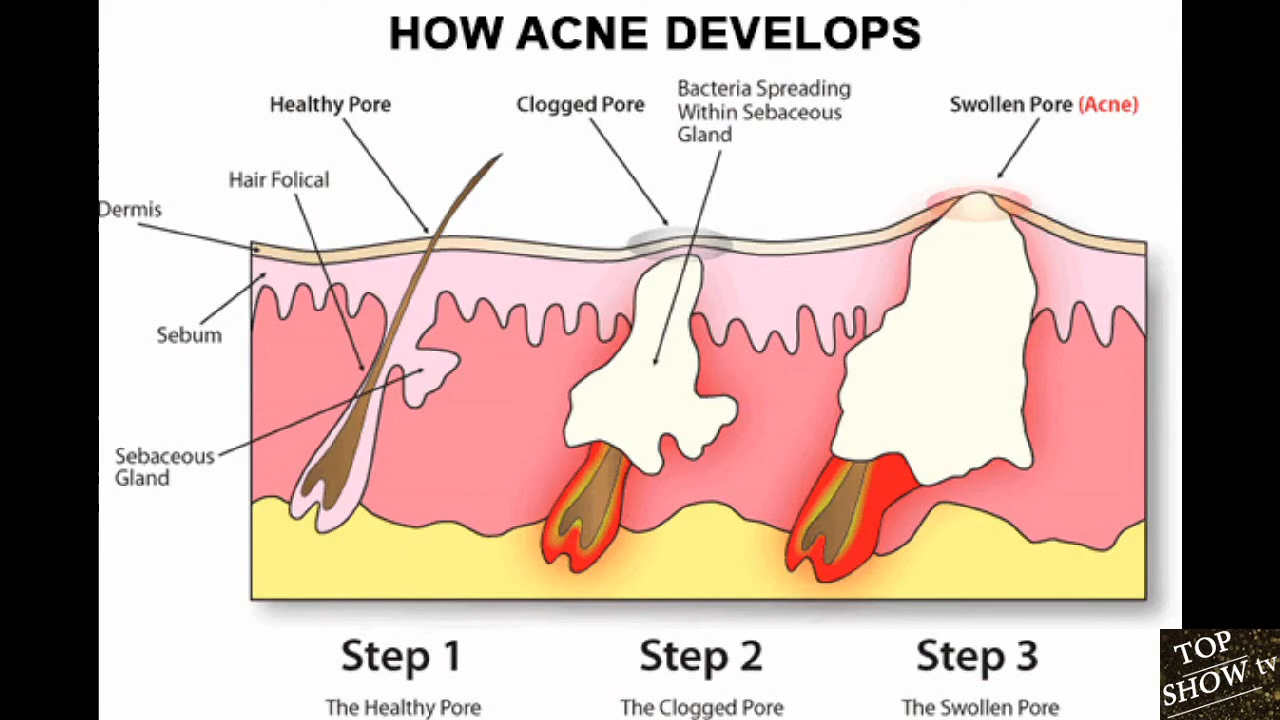 HOW ACNE DEVELOPS
Healthy Pore
Clogged Pore
Bacteria Spreading
Within Sebaceous
Gland
Swollen Pore (Acne)
Hair Folical
Dermis
Sebum
Sebaceous
Gland
Step 1
Step 2
Step 3
The Healthy Pore
The Clogged Pore
The Swollen Pore
TOP
SHOW tv